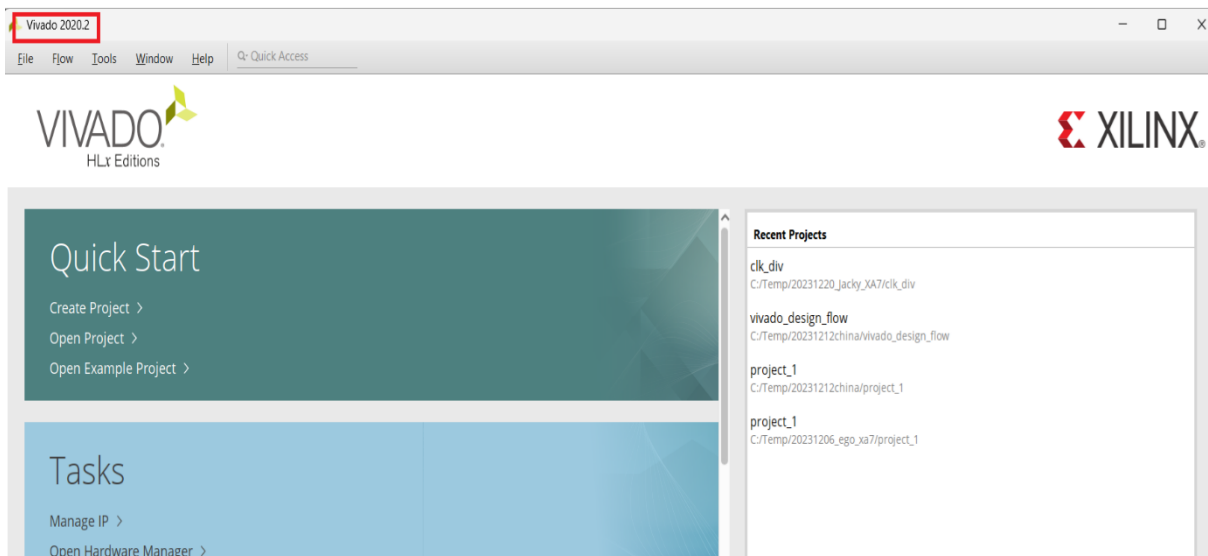 Vivado 2020.2
File Flow Tools Window Help Quick Access
VIVADO.
HLx Editions
XILINX®
Quick Start
Create Project >
Open Project >
Open Example Project >
Tasks
Manage IP >
Open Hardware Manager >
Recent Projects
clk_div
C:/Temp/20231220_Jacky_XA7/clk_div
vivado_design_flow
C:/Temp/20231212china/vivado_design_flow
project_1
C:/Temp/20231212china/project_1
project_1
C:/Temp/20231206_ego_xa7/project_1